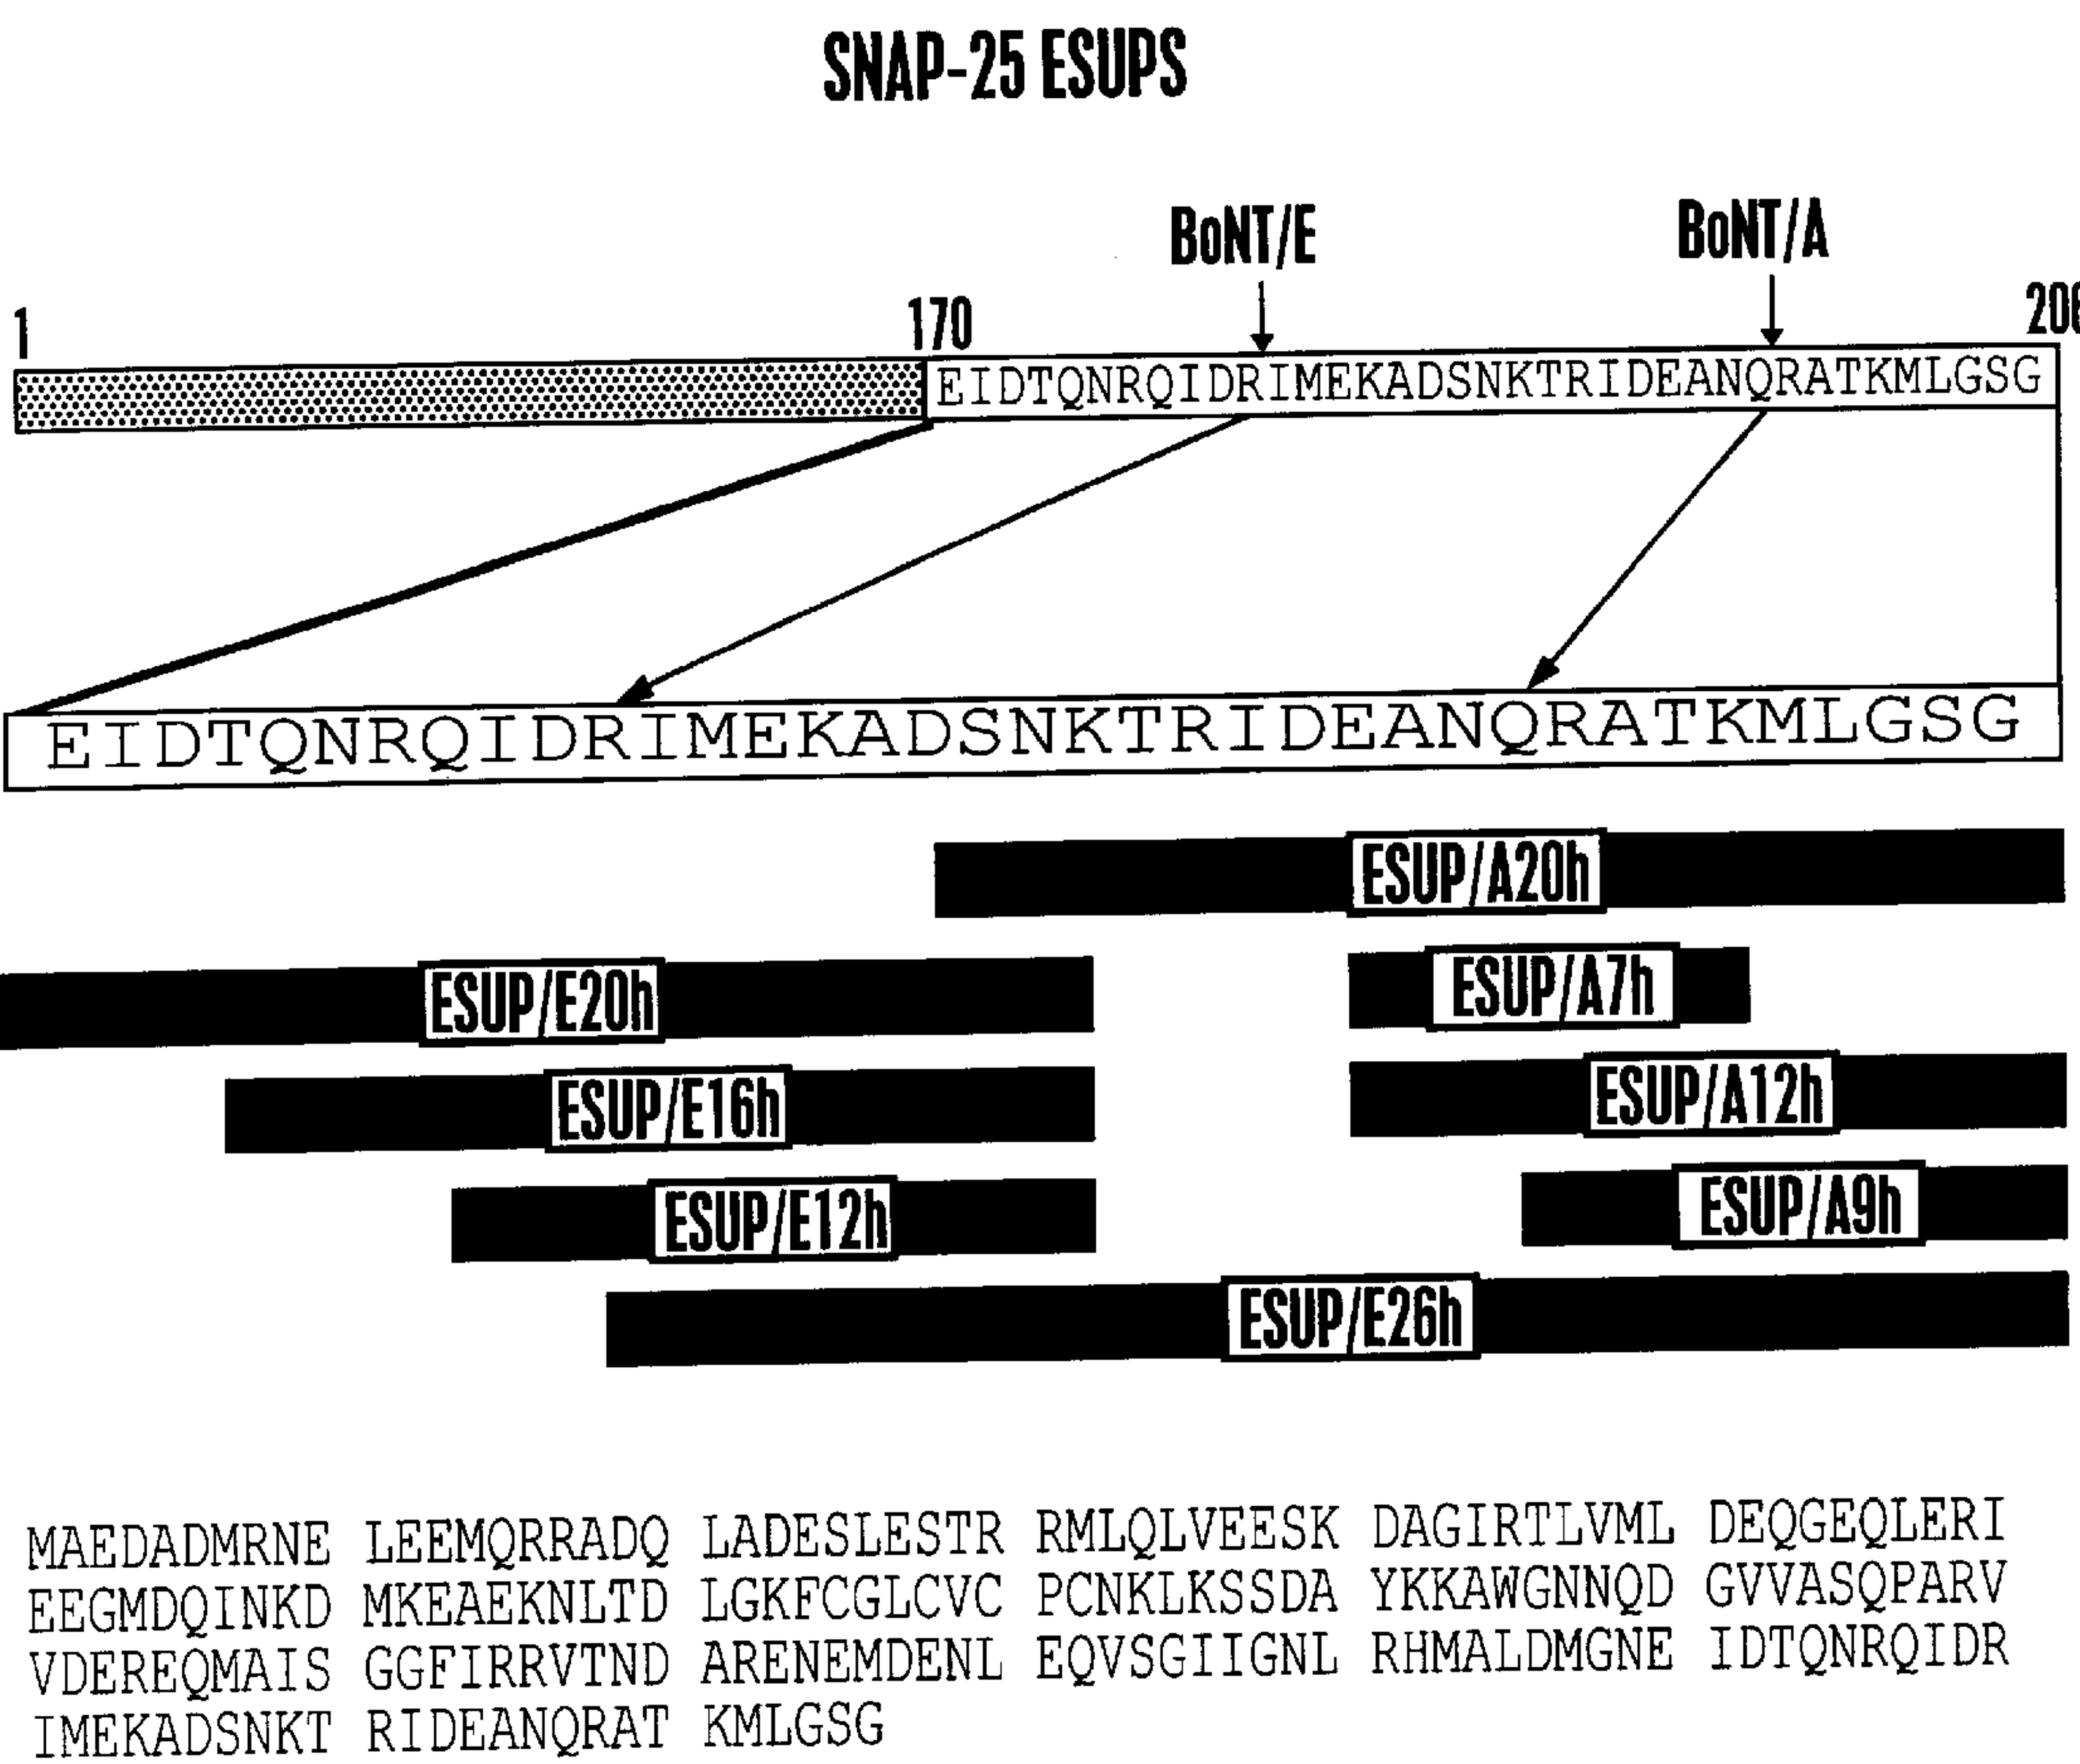 SNAP-25 ESUPS
BoNT/E BoNT/A
1 170 206
EIDTQNRQIDRIMEKADSNKTRIDEANQRATKMLGSG
EIDTQNRQIDRIMEKADSNKTRIDEANQRATKMLGSG
ESUP/A20h
ESUP/E20h ESUP/A7h
ESUP/E16h ESUP/A12h
ESUP/E12h ESUP/A9h
ESUP/E26h
MAEDADMRNE LEEMQRRADQ LADESLESTR RMLQLVEESK DAGIRTLVML DEQGEQLERI
EEGMDQINKD MKEAEKNLTD LGKFCGLCVC PCNKLKSSDA YKKAWGNNQD GVVASQPARV
VDEREQMAIS GGFIRRVTND ARENEMDENL EQVSGIIGNL RHMALDMGNE IDTQNRQIDR
IMEKADSNKT RIDEANQRAT KMLGSG